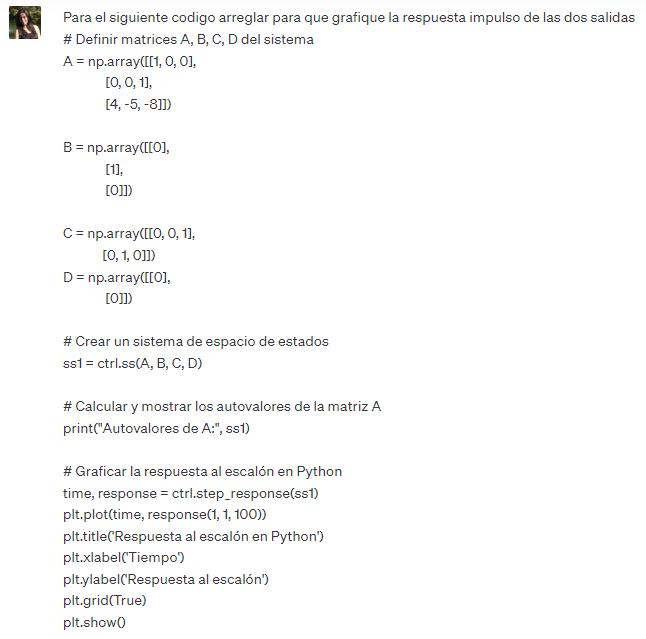 Para el siguiente codigo arreglar para que grafique la respuesta impulso de las dos salidas
# Definir matrices A, B, C, D del sistema
A = np.array([[1, 0, 0],
[0, 0, 1],
[4, -5, -8]])
B = np.array([[0],
[1],
[0]])
C = np.array([[0, 0, 1],
[0, 1, 0]])
D = np.array([[0],
[0]])
# Crear un sistema de espacio de estados
ss1 = ctrl.ss(A, B, C, D)
# Calcular y mostrar los autovalores de la matriz A
print("Autovalores de A:", ss1)
# Graficar la respuesta al escalón en Python
time, response = ctrl.step_response(ss1)
plt.plot(time, response(1, 1, 100))
plt.title('Respuesta al escalón en Python')
plt.xlabel('Tiempo')
plt.ylabel('Respuesta al escalón')
plt.grid(True)
plt.show()